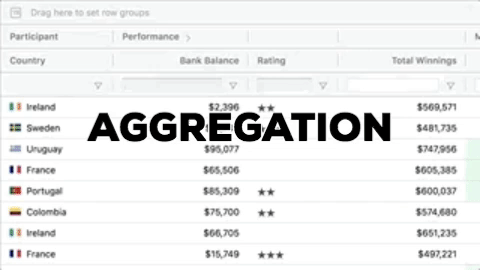 Drag here to set row groups
Participant Performance >
Country Bank Balance Rating Total Winnings
Ireland $2,396 ★★ $569,571
AGGREGATION
Sweden $481,735
Uruguay $95,077 $747,956
France $65,506 $605,385
Portugal $85,309 ★★ $600,037
Colombia $75,700 ★★ $574,680
Ireland $66,705 $651,235
France $15,749 ★★★ $497,221